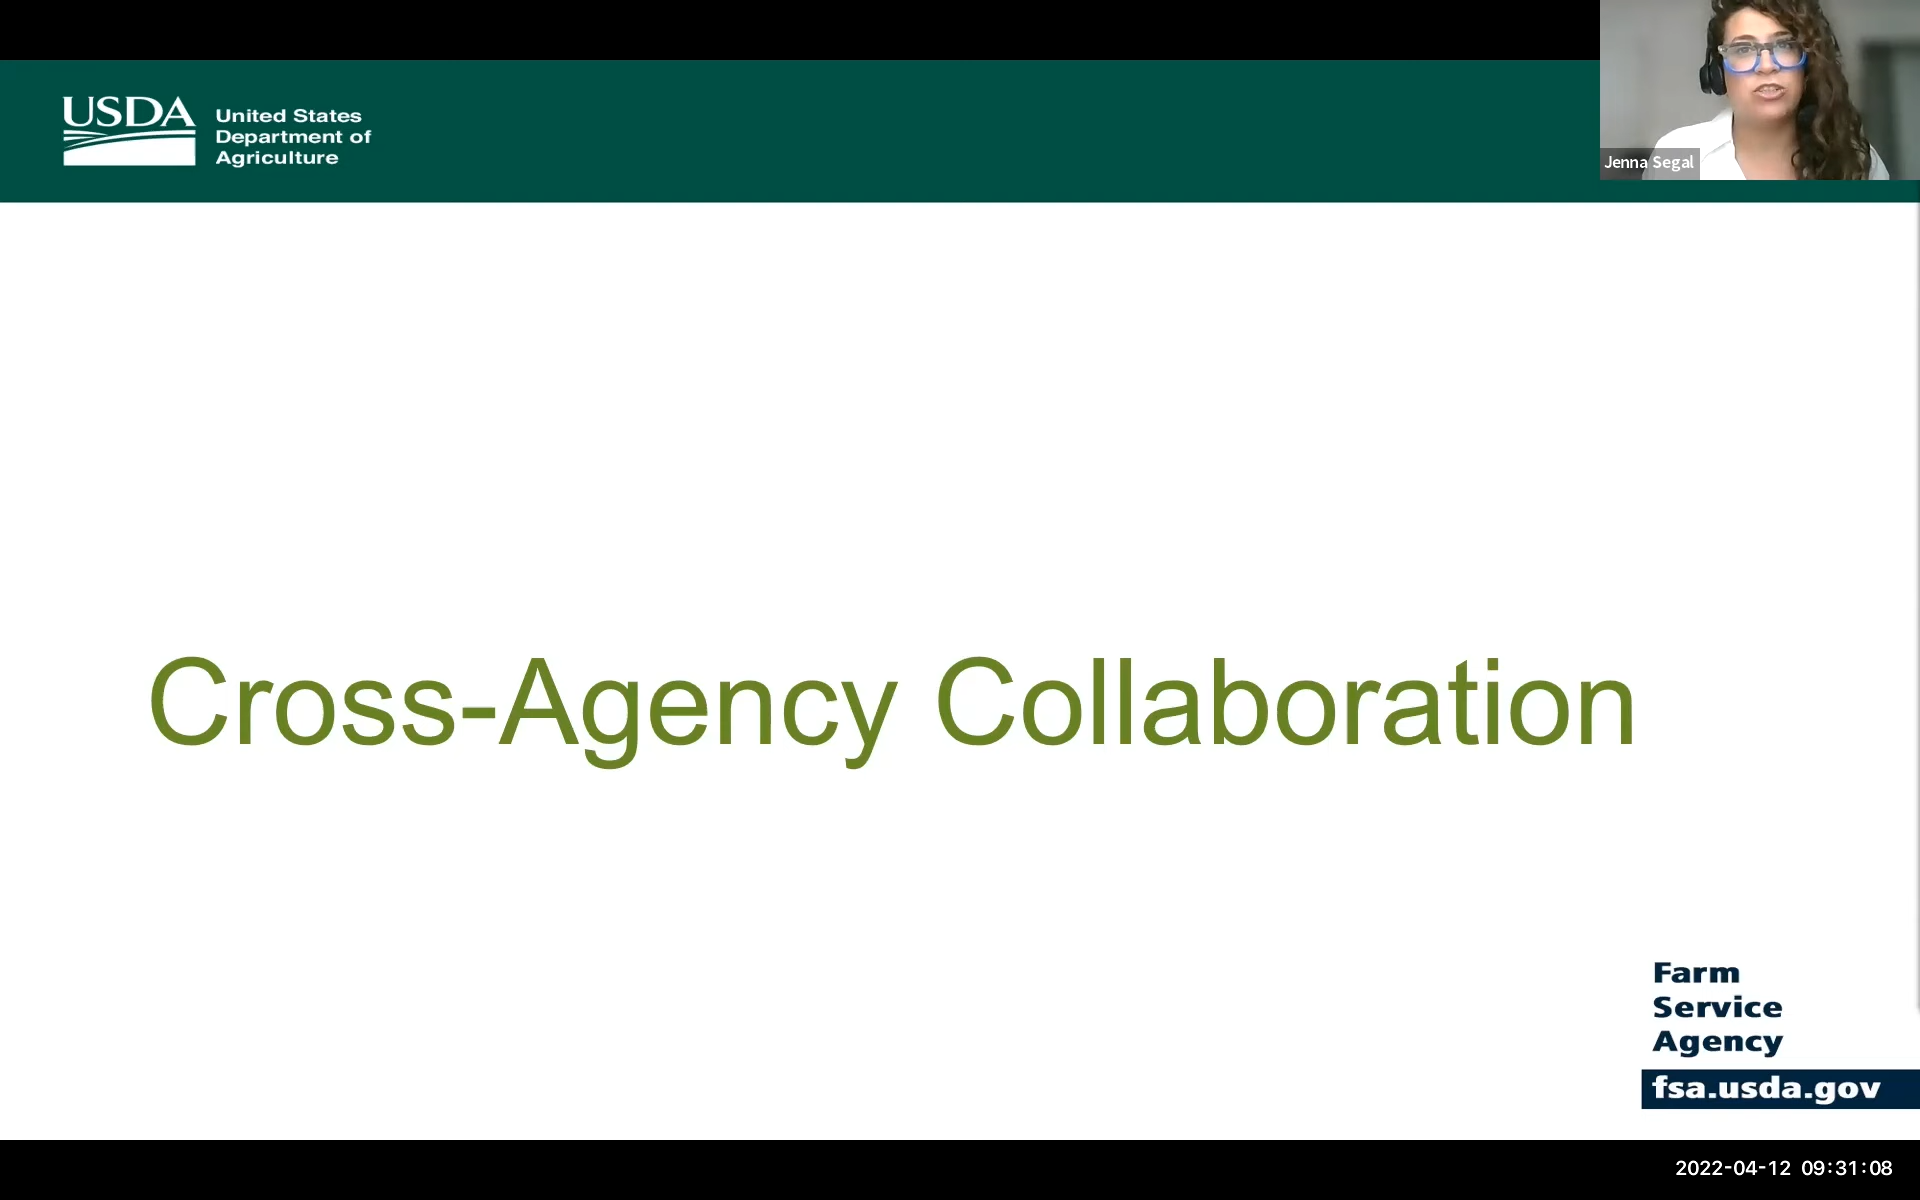 USDA
United States
Department of
Agriculture
Jenna Segal
Cross-Agency Collaboration
Farm
Service
Agency
fsa.usda.gov
2022-04-12 09:31:08